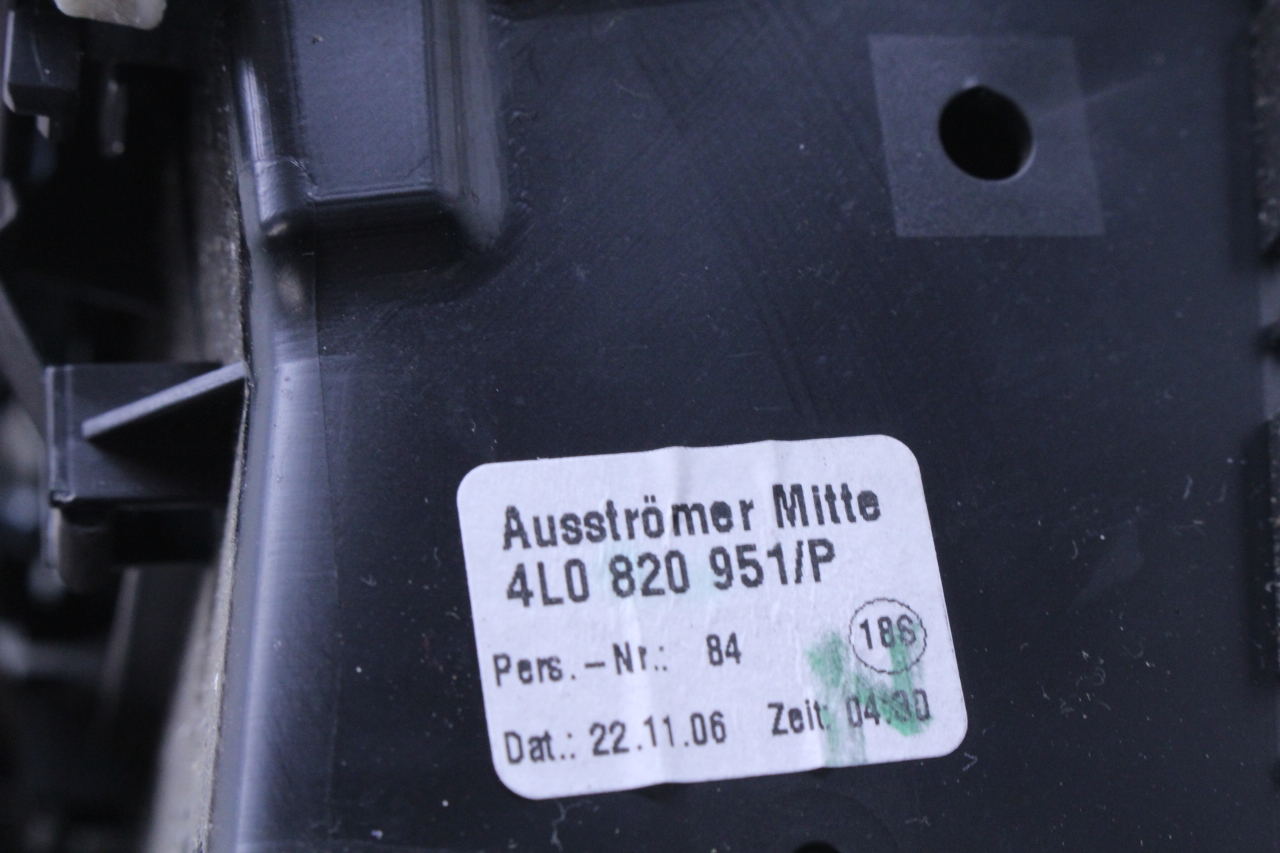 Ausströmer Mitte
4L0 820 951/P
186
Pers.-Nr.: 84
Dat.: 22.11.06 Zeit: 04:30